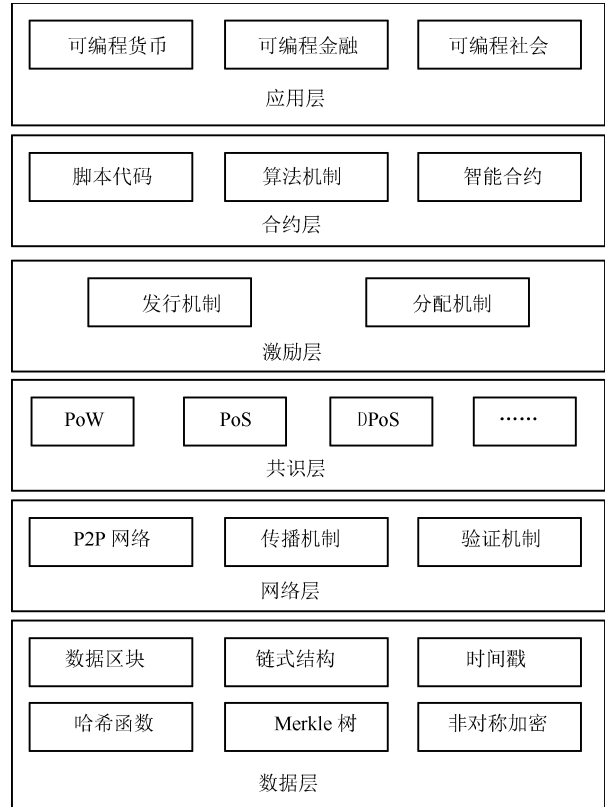 可编程货币 可编程金融 可编程社会
应用层
脚本代码 算法机制 智能合约
合约层
发行机制 分配机制
激励层
PoW PoS DPoS ……
共识层
P2P 网络 传播机制 验证机制
网络层
数据区块 链式结构 时间戳
哈希函数 Merkle 树 非对称加密
数据层